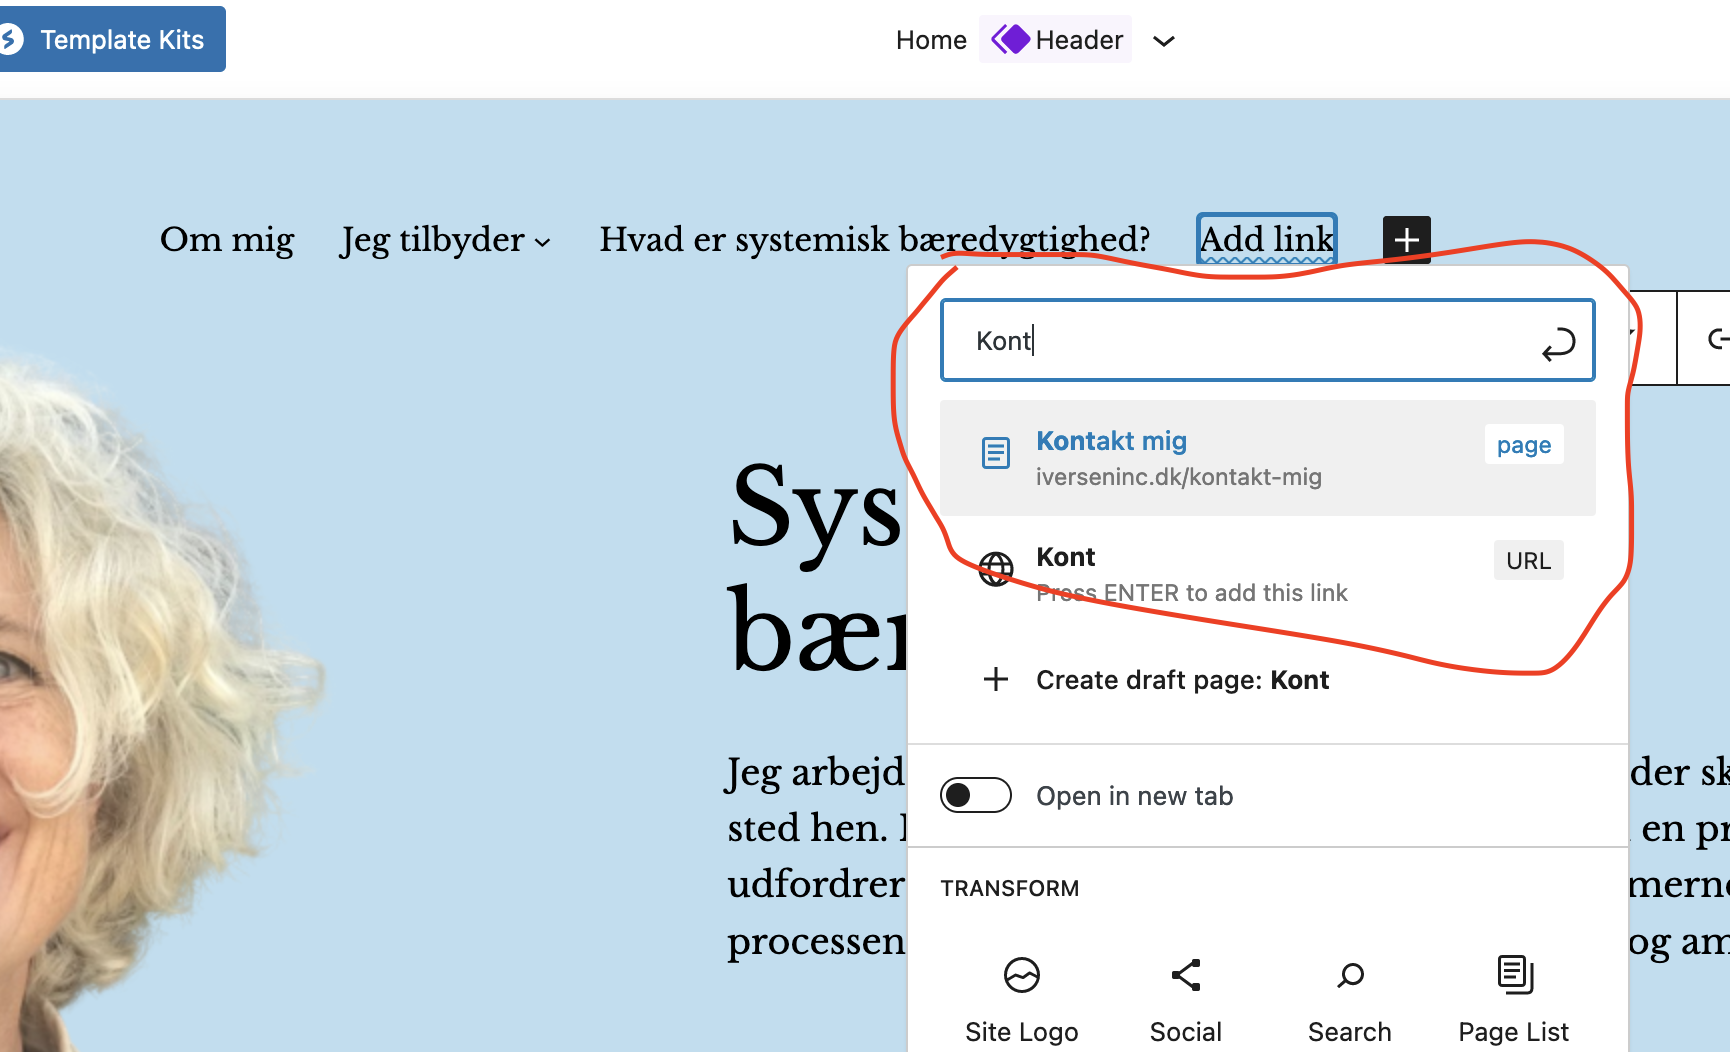 Template Kits
Home Header
Om mig Jeg tilbyder Hvad er systemisk bæredygtighed? Add link
Kont
Kontakt mig page
iverseninc.dk/kontakt-mig
Sys
Kont URL
Press ENTER to add this link
bær
Create draft page: Kont
Jeg arbejd der sk
Open in new tab
sted hen. en pr
TRANSFORM
udfordrer merne
processen og am
Site Logo Social Search Page List